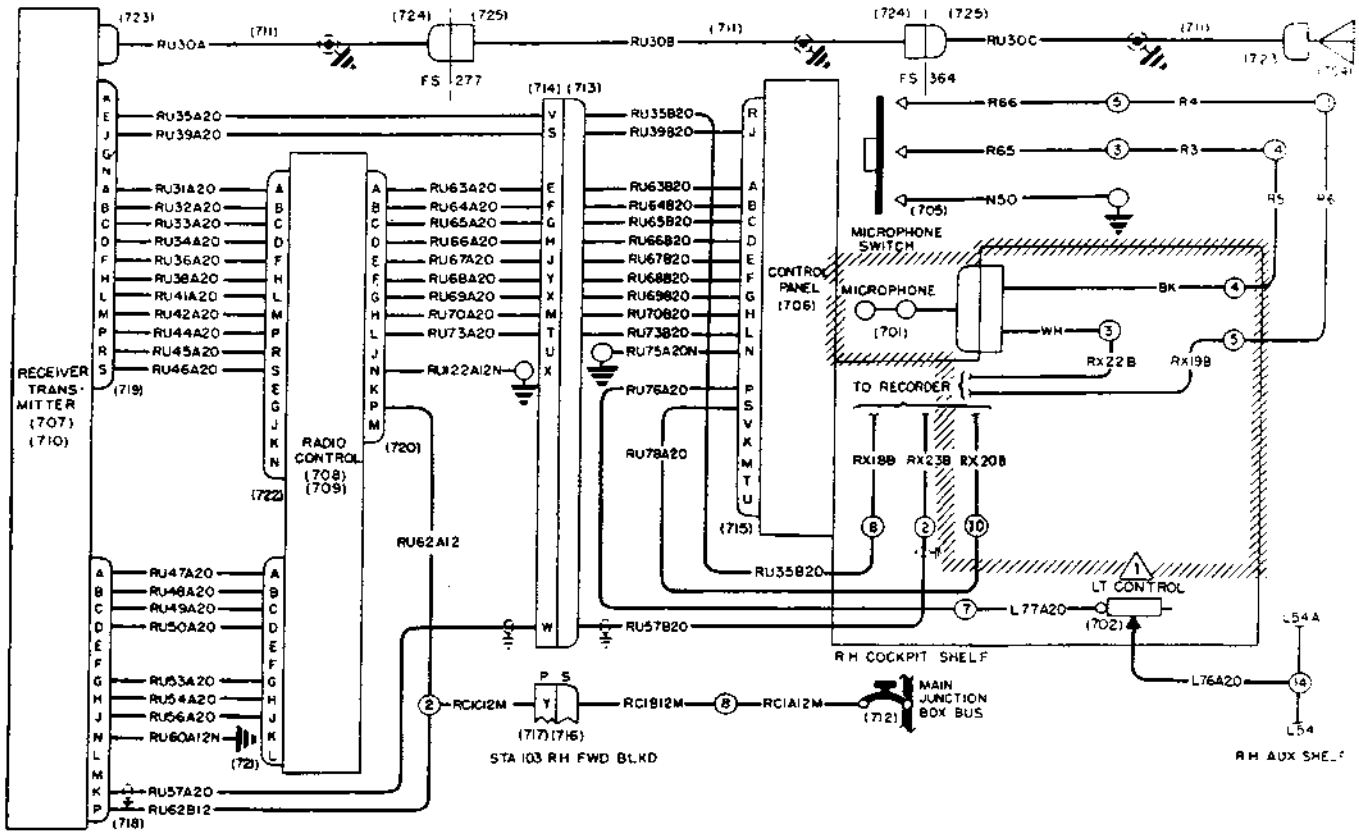 (723)
RU30A
(711)
(724)
(725)
FS 277
RU30B
(711)
(724)
(725)
FS 364
RU30C
(711)
K
E
J
G
N
A
B
C
D
F
H
L
M
P
R
S
(719)
RU35A20
RU39A20
RU31A20
RU32A20
RU33A20
RU34A20
RU36A20
RU38A20
RU41A20
RU42A20
RU44A20
RU45A20
RU46A20
A
B
C
D
F
H
L
M
P
R
S
E
G
J
K
N
(722)
RECEIVER
TRANS-
MITTER
(707)
(710)
RADIO
CONTROL
(708)
(709)
A
B
C
D
E
F
G
H
L
J
N
K
P
M
(720)
RU63A20
RU64A20
RU65A20
RU66A20
RU67A20
RU68A20
RU69A20
RU70A20
RU73A20
RU122A12N
RU62A12
(714)
(713)
V
S
E
F
G
H
J
Y
X
M
T
U
X
W
RU35B20
RU39B20
RU63B20
RU64B20
RU65B20
RU66B20
RU67B20
RU68B20
RU69B20
RU70B20
RU73B20
RU75A20N
RU76A20
RU78A20
RU35B20
RU57B20
R
J
A
B
C
D
E
F
G
H
L
N
P
S
V
K
M
T
U
(715)
CONTROL
PANEL
(706)
R66
5
R4
R65
3
R3
4
N50
(705)
R5
R6
MICROPHONE
SWITCH
MICROPHONE
(701)
BK
4
WH
3
5
RX22B
RX19B
TO RECORDER
RX18B
RX23B
RX20B
8
2
10
1
LT CONTROL
(702)
7
L77A20
RH COCKPIT SHELF
L76A20
L54A
14
L54
A
B
C
D
E
F
G
H
J
N
L
M
K
P
(718)
RU47A20
RU48A20
RU49A20
RU50A20
RU53A20
RU54A20
RU56A20
RU60A12N
RU57A20
RU62B12
A
B
C
D
E
F
G
H
J
K
L
(721)
2
RC1C12M
P S
Y
(717) (716)
STA 103 RH FWD BLKD
RC1B12M
8
RC1A12M
(712)
MAIN
JUNCTION
BOX BUS
RH AUX SHELF